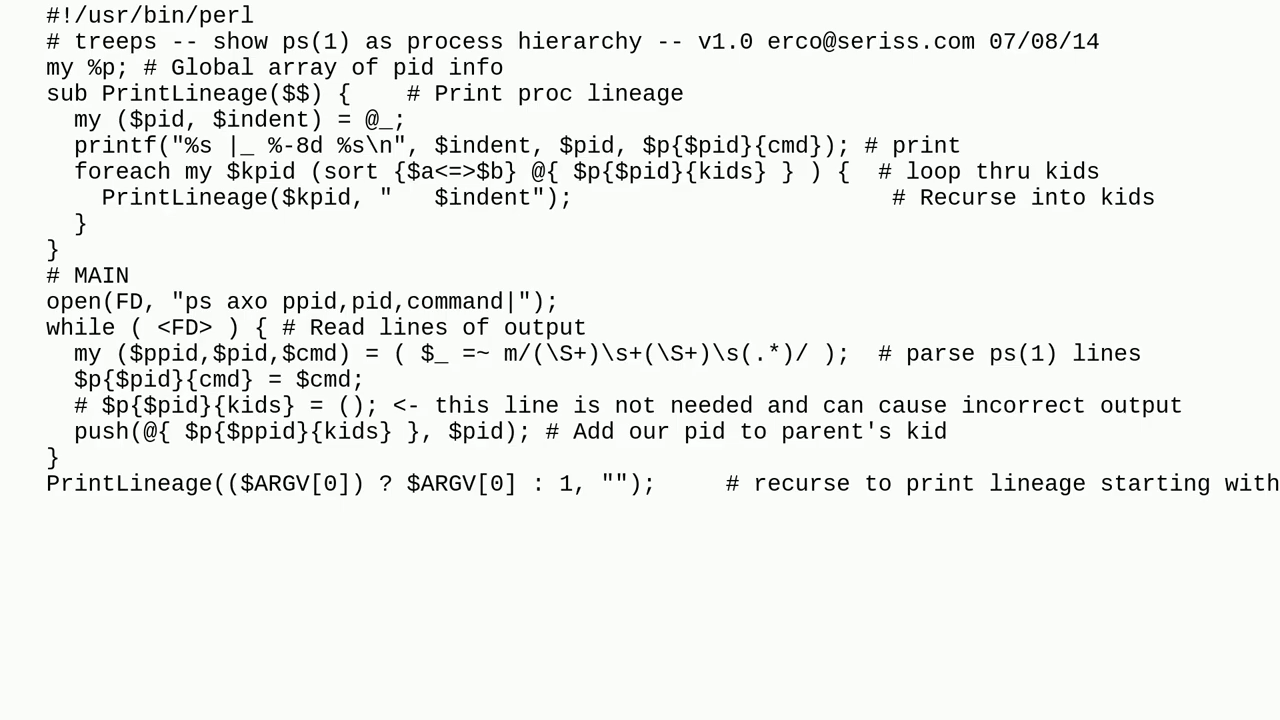 #!/usr/bin/perl
# treeps -- show ps(1) as process hierarchy -- v1.0 erco@seriss.com 07/08/14
my %p; # Global array of pid info
sub PrintLineage($$) {    # Print proc lineage
  my ($pid, $indent) = @_;
  printf("%s |_ %-8d %s\n", $indent, $pid, $p{$pid}{cmd}); # print
  foreach my $kpid (sort {$a<=>$b} @{ $p{$pid}{kids} } ) {  # loop thru kids
    PrintLineage($kpid, "   $indent");                       # Recurse into kids
  }
}
# MAIN
open(FD, "ps axo ppid,pid,command|");
while ( <FD> ) { # Read lines of output
  my ($ppid,$pid,$cmd) = ( $_ =~ m/(\S+)\s+(\S+)\s(.*)/ );  # parse ps(1) lines
  $p{$pid}{cmd} = $cmd;
  # $p{$pid}{kids} = (); <- this line is not needed and can cause incorrect output
  push(@{ $p{$ppid}{kids} }, $pid); # Add our pid to parent's kid
}
PrintLineage(($ARGV[0]) ? $ARGV[0] : 1, "");     # recurse to print lineage starting with